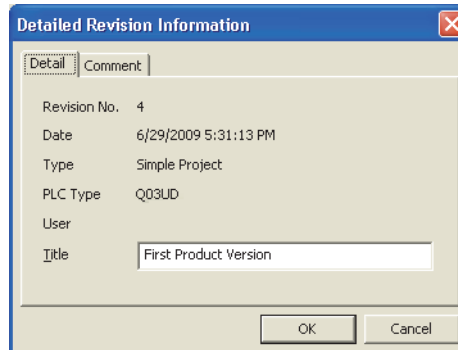 Detailed Revision Information
Detail Comment
Revision No. 4
Date 6/29/2009 5:31:13 PM
Type Simple Project
PLC Type Q03UD
User
Title First Product Version
OK Cancel